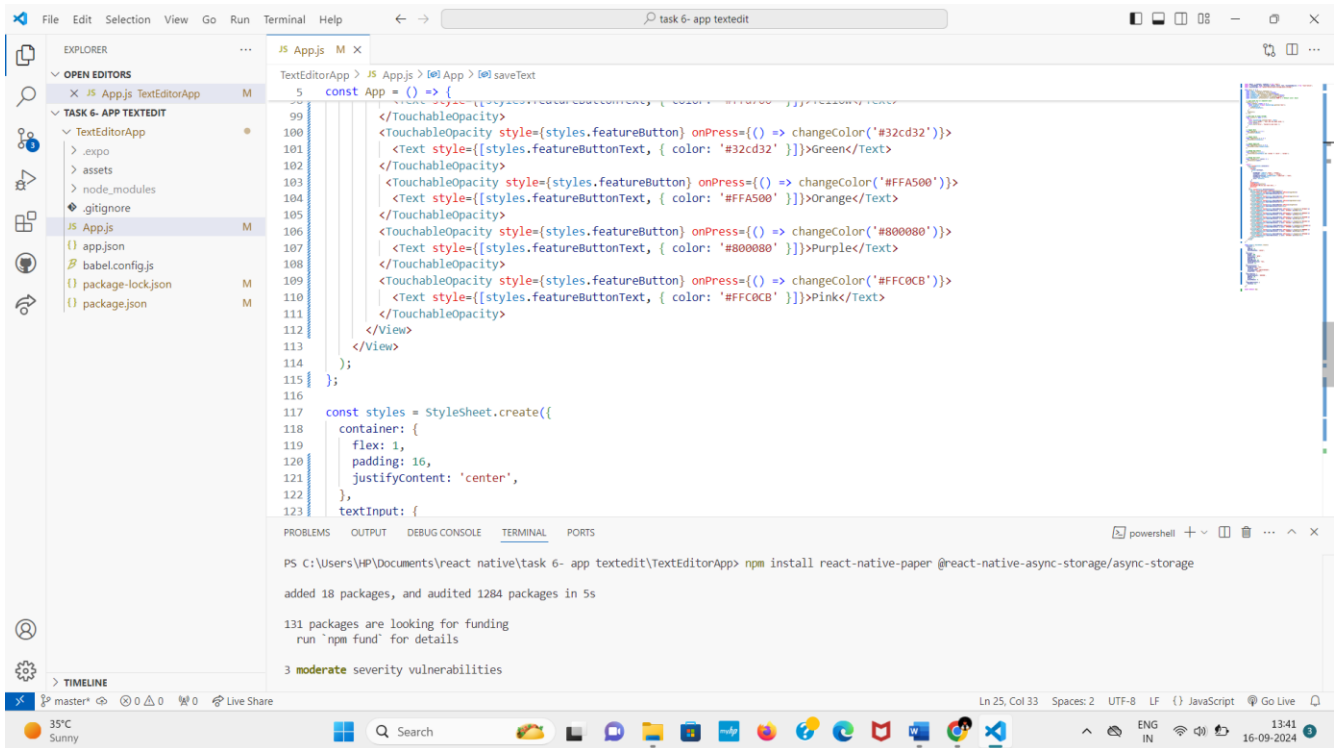 File Edit Selection View Go Run Terminal Help
task 6- app textedit
EXPLORER
OPEN EDITORS
JS App.js TextEditorApp M
TASK 6- APP TEXTEDIT
TextEditorApp
.expo
assets
node_modules
.gitignore
JS App.js M
{} app.json
babel.config.js
{} package-lock.json M
{} package.json M
TIMELINE
JS App.js M
TextEditorApp > JS App.js > App > saveText
5 const App = () => {
99 </TouchableOpacity>
100 <TouchableOpacity style={styles.featureButton} onPress={() => changeColor('#32cd32')}>
101 <Text style={[styles.featureButtonText, { color: '#32cd32' }]}>Green</Text>
102 </TouchableOpacity>
103 <TouchableOpacity style={styles.featureButton} onPress={() => changeColor('#FFA500')}>
104 <Text style={[styles.featureButtonText, { color: '#FFA500' }]}>Orange</Text>
105 </TouchableOpacity>
106 <TouchableOpacity style={styles.featureButton} onPress={() => changeColor('#800080')}>
107 <Text style={[styles.featureButtonText, { color: '#800080' }]}>Purple</Text>
108 </TouchableOpacity>
109 <TouchableOpacity style={styles.featureButton} onPress={() => changeColor('#FFC0CB')}>
110 <Text style={[styles.featureButtonText, { color: '#FFC0CB' }]}>Pink</Text>
111 </TouchableOpacity>
112 </View>
113 </View>
114 );
115 };
116
117 const styles = StyleSheet.create({
118 container: {
119 flex: 1,
120 padding: 16,
121 justifyContent: 'center',
122 },
123 textInput: {
PROBLEMS OUTPUT DEBUG CONSOLE TERMINAL PORTS
powershell
PS C:\Users\HP\Documents\react native\task 6- app textedit\TextEditorApp> npm install react-native-paper @react-native-async-storage/async-storage
added 18 packages, and audited 1284 packages in 5s
131 packages are looking for funding
run `npm fund` for details
3 moderate severity vulnerabilities
master* 0 0 0 Live Share
Ln 25, Col 33 Spaces: 2 UTF-8 LF {} JavaScript Go Live
35°C
Sunny
Search
ENG
IN
13:41
16-09-2024
3